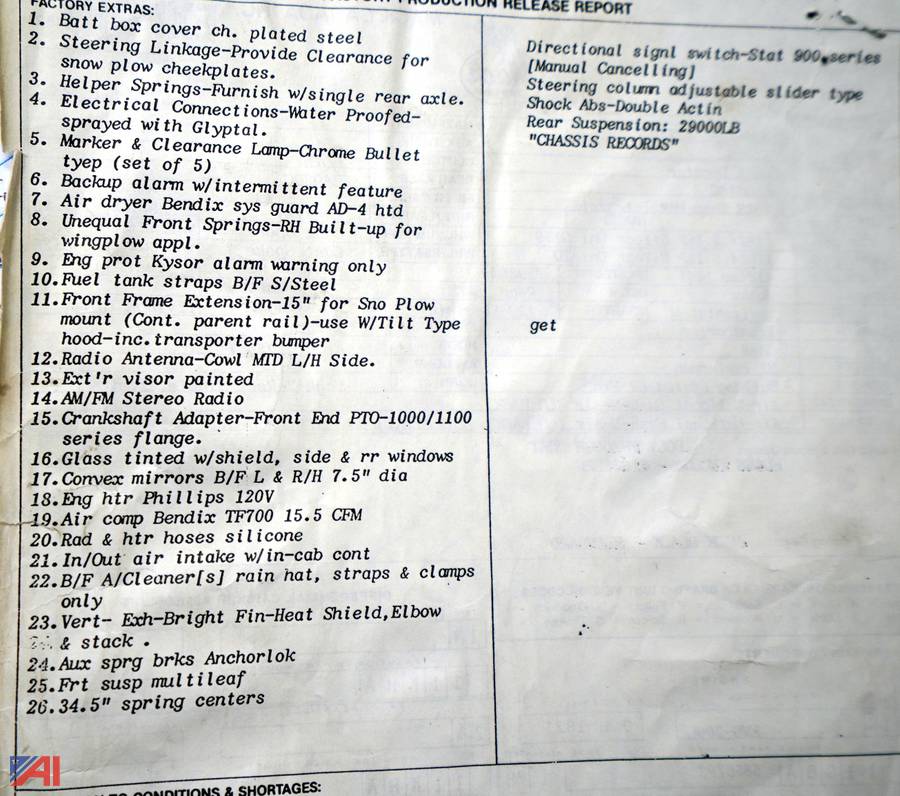 PRODUCTION RELEASE REPORT
FACTORY EXTRAS:
1. Batt box cover ch. plated steel
2. Steering Linkage-Provide Clearance for
snow plow cheekplates.
3. Helper Springs-Furnish w/single rear axle.
4. Electrical Connections-Water Proofed-
sprayed with Glyptal.
5. Marker & Clearance Lamp-Chrome Bullet
tyep (set of 5)
6. Backup alarm w/intermittent feature
7. Air dryer Bendix sys guard AD-4 htd
8. Unequal Front Springs-RH Built-up for
wingplow appl.
9. Eng prot Kysor alarm warning only
10.Fuel tank straps B/F S/Steel
11.Front Frame Extension-15" for Sno Plow
mount (Cont. parent rail)-use W/Tilt Type
hood-inc.transporter bumper
12.Radio Antenna-Cowl MTD L/H Side.
13.Ext'r visor painted
14.AM/FM Stereo Radio
15.Crankshaft Adapter-Front End PTO-1000/1100
series flange.
16.Glass tinted w/shield, side & rr windows
17.Convex mirrors B/F L & R/H 7.5" dia
18.Eng htr Phillips 120V
19.Air comp Bendix TF700 15.5 CFM
20.Rad & htr hoses silicone
21.In/Out air intake w/in-cab cont
22.B/F A/Cleaner[s] rain hat, straps & clamps
only
23.Vert- Exh-Bright Fin-Heat Shield,Elbow
& stack .
24.Aux sprg brks Anchorlok
25.Frt susp multileaf
26.34.5" spring centers
Directional signl switch-Stat 900 series
[Manual Cancelling]
Steering column adjustable slider type
Shock Abs-Double Actin
Rear Suspension: 29000LB
"CHASSIS RECORDS"
get
CONDITIONS & SHORTAGES:
AI